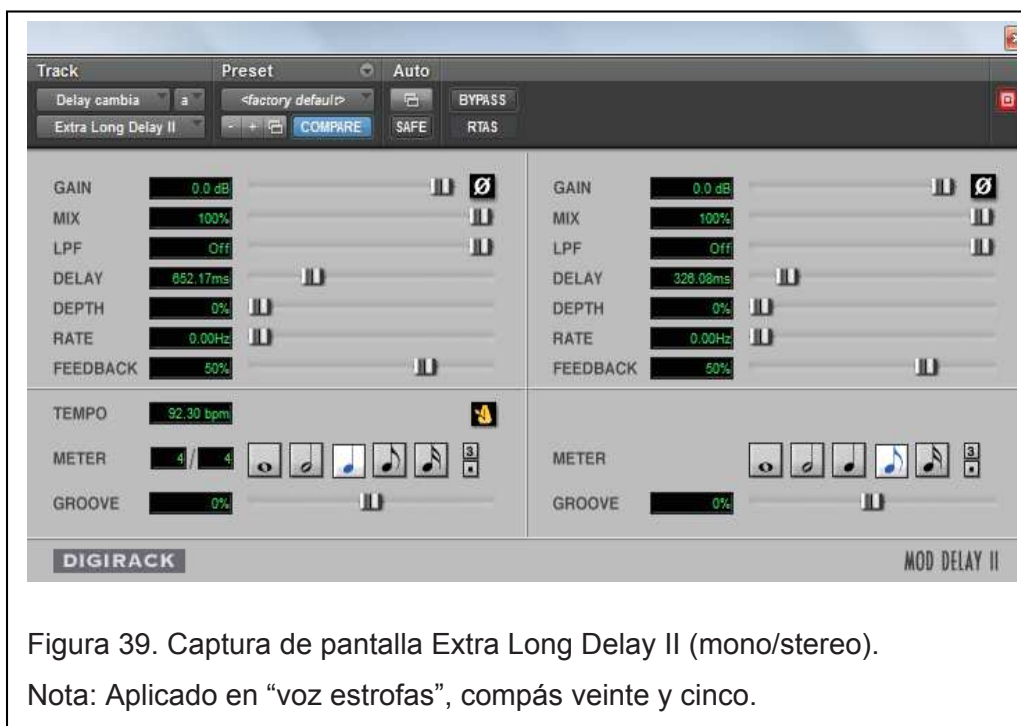 Track Preset Auto
Delay cambia a <factory default> BYPASS
Extra Long Delay II - + COMPARE SAFE RTAS
GAIN 0.0 dB Ø GAIN 0.0 dB Ø
MIX 100% MIX 100%
LPF Off LPF Off
DELAY 652.17ms DELAY 326.08ms
DEPTH 0% DEPTH 0%
RATE 0.00Hz RATE 0.00Hz
FEEDBACK 50% FEEDBACK 50%
TEMPO 92.30 bpm
METER 4 / 4 3 METER 3
GROOVE 0% GROOVE 0%
DIGIRACK MOD DELAY II
Figura 39. Captura de pantalla Extra Long Delay II (mono/stereo).
Nota: Aplicado en “voz estrofas”, compás veinte y cinco.